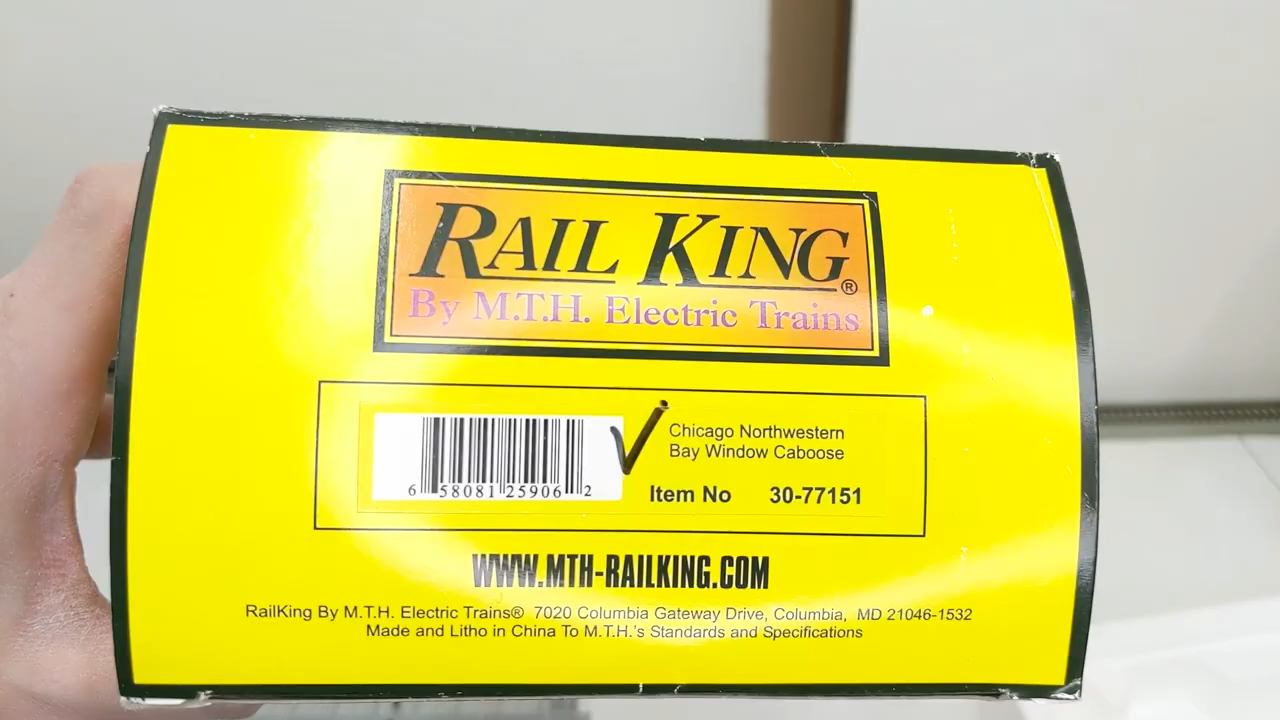 RAIL KING®
By M.T.H. Electric Trains
Chicago Northwestern
Bay Window Caboose
6 58081 25906 2
Item No 30-77151
WWW.MTH-RAILKING.COM
RailKing By M.T.H. Electric Trains® 7020 Columbia Gateway Drive, Columbia, MD 21046-1532
Made and Litho in China To M.T.H.'s Standards and Specifications